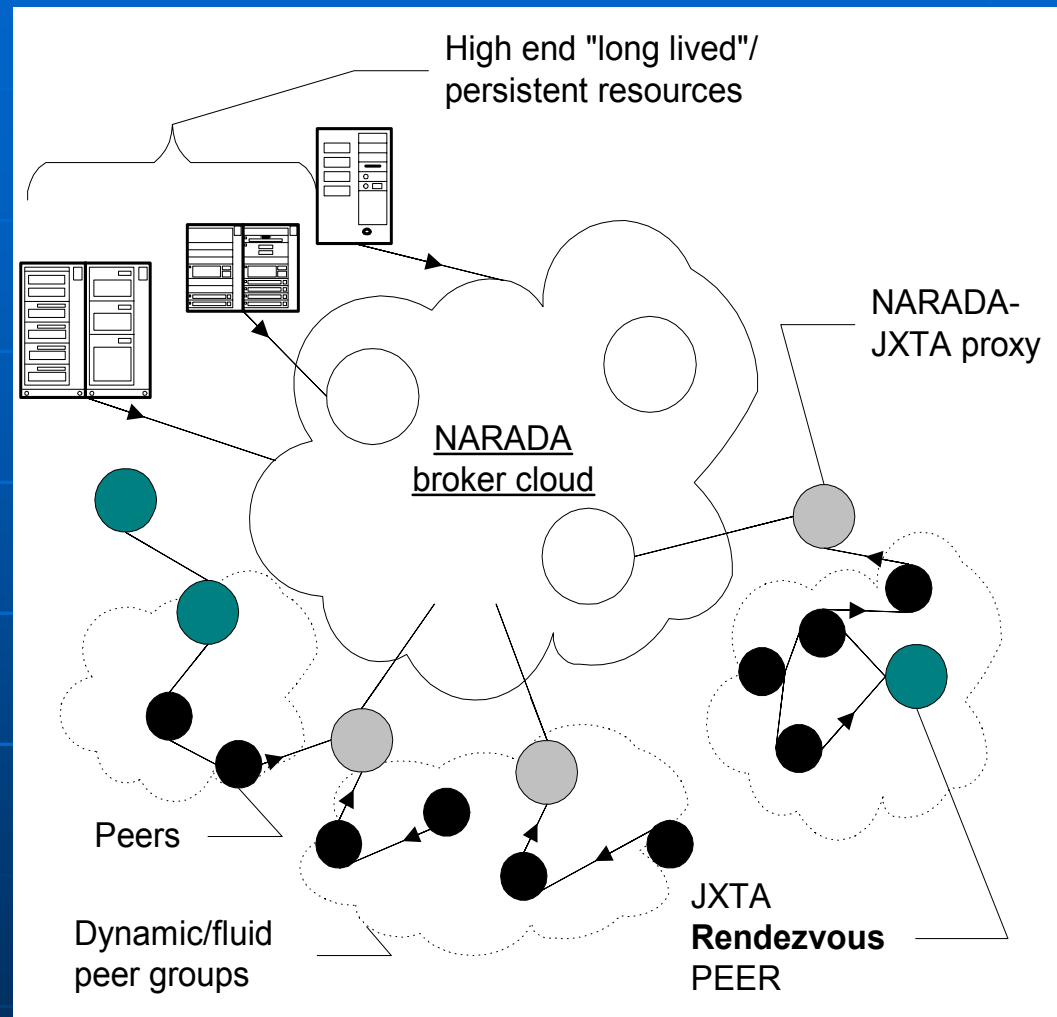 High end "long lived"/
persistent resources
NARADA-
JXTA proxy
NARADA
broker cloud
Peers
Dynamic/fluid
peer groups
JXTA
Rendezvous
PEER